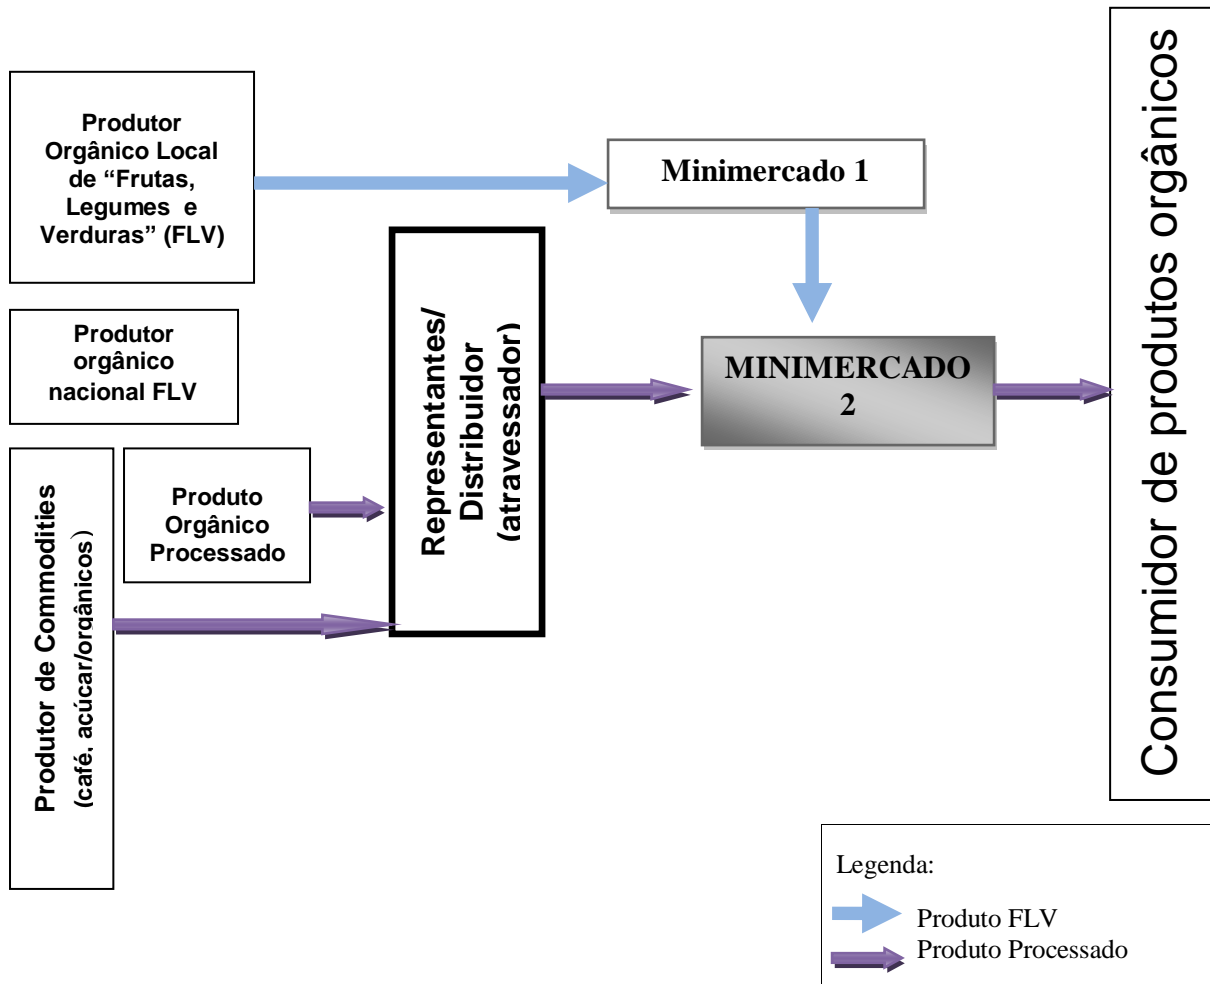 Produtor
Orgânico Local
de “Frutas,
Legumes e
Verduras” (FLV)
Minimercado 1
Produtor
orgânico
nacional FLV
Representantes/
Distribuidor
(atravessador)
MINIMERCADO
2
Produto
Orgânico
Processado
Produtor de Commodities
(café, acúcar/orgânicos)
Consumidor de produtos orgânicos
Legenda:
Produto FLV
Produto Processado